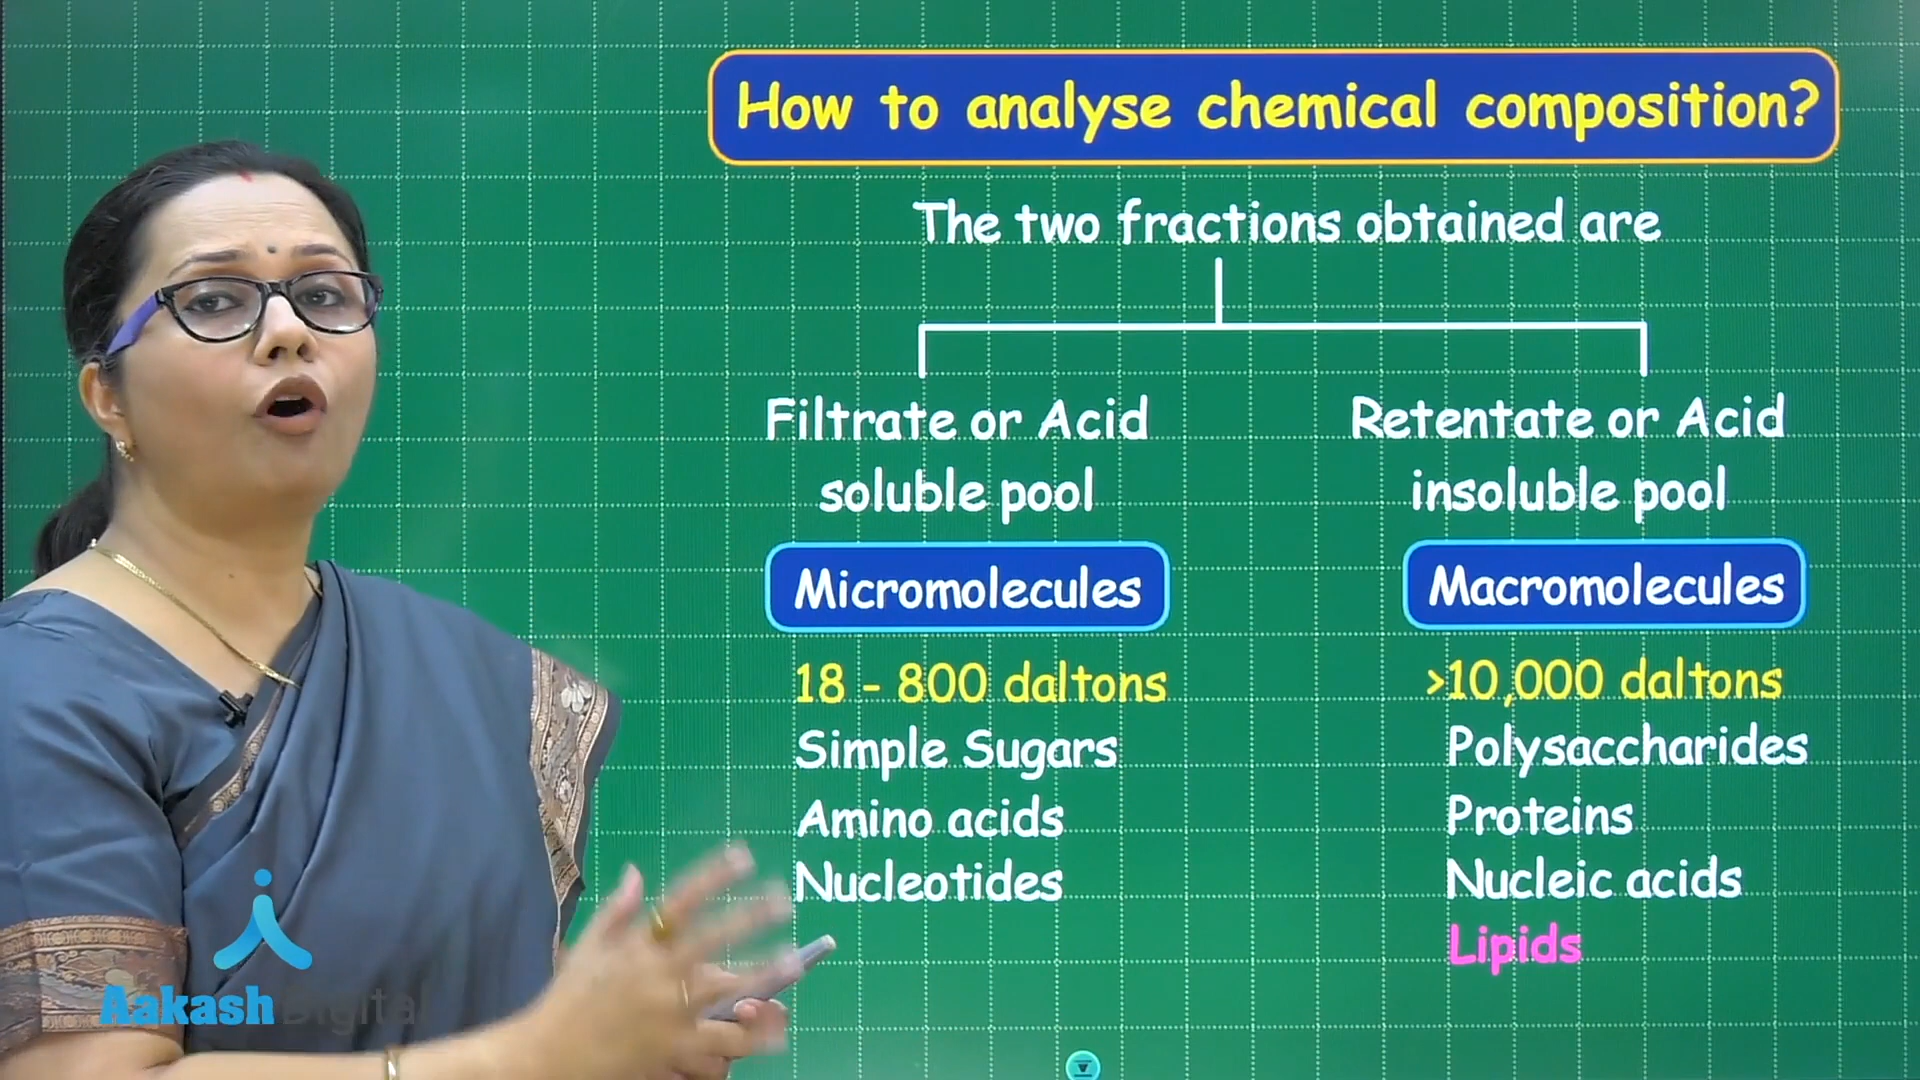 How to analyse chemical composition?
The two fractions obtained are
Filtrate or Acid
soluble pool
Micromolecules
18 - 800 daltons
Simple Sugars
Amino acids
Nucleotides
Retentate or Acid
insoluble pool
Macromolecules
>10,000 daltons
Polysaccharides
Proteins
Nucleic acids
Lipids
Aakash Digital